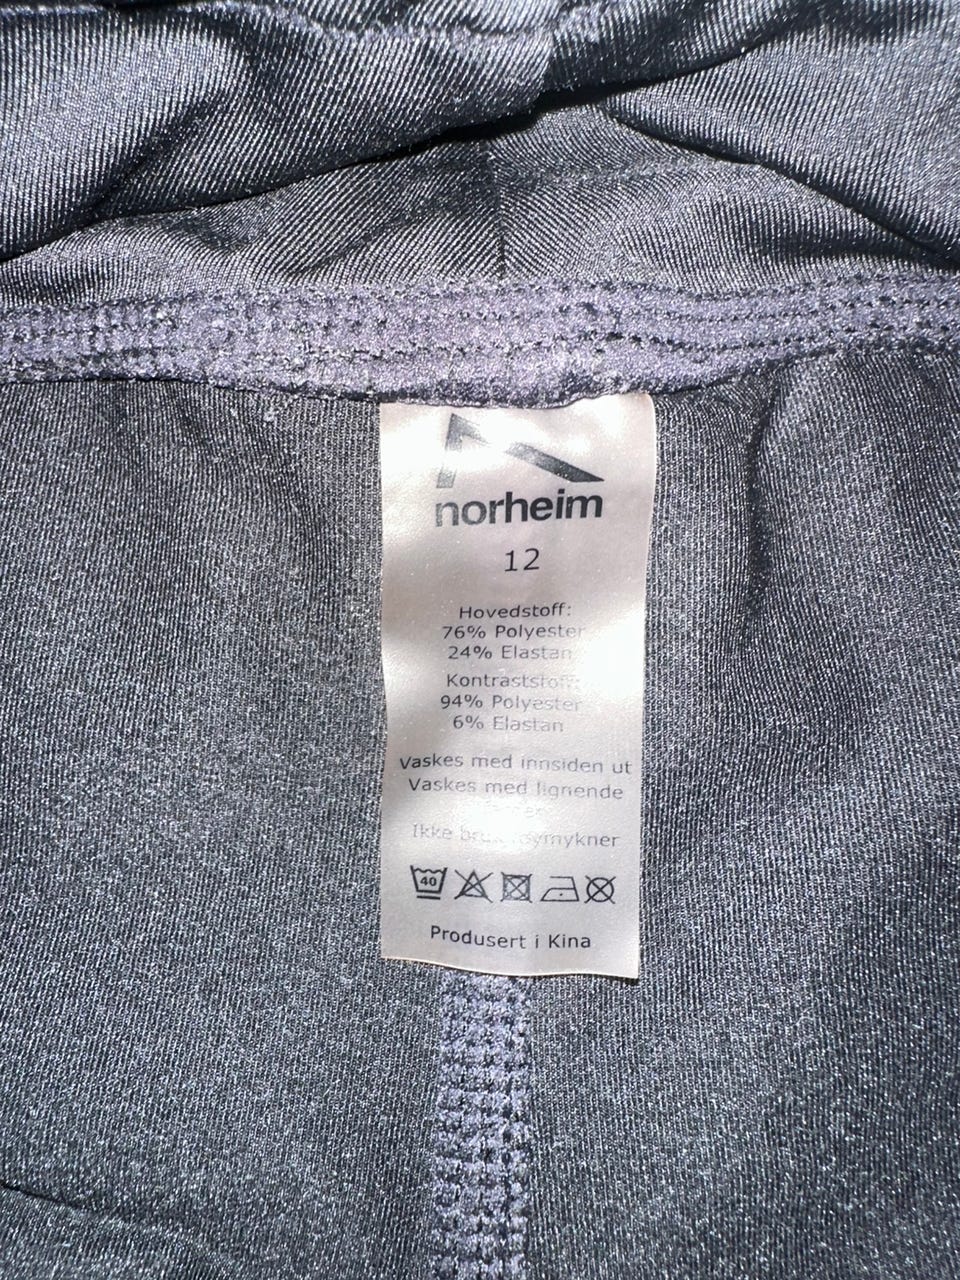 norheim
12
Hovedstoff:
76% Polyester
24% Elastan
Kontraststoff:
94% Polyester
6% Elastan
Vaskes med innsiden ut
Vaskes med lignende
Ikke
40
Produsert i Kina